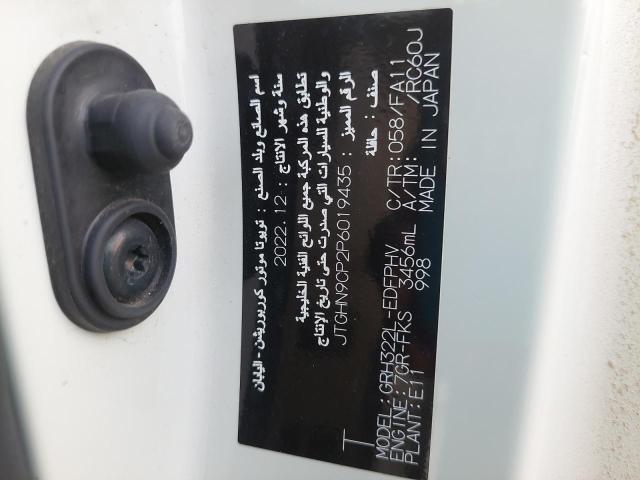 اسم الصانع وبلد الصنع : تويوتا موتور كوربوريشن - اليابان
سنة وشهر الإنتاج : 2022.12
تطابق هذه المركبة جميع اللوائح الفنية الخليجية
والوطنية للسيارات التي صدرت حتى تاريخ الإنتاج
الرقم المميز : JTGHN9CP2P6019435
صنف : حافلة
MODEL:GRH322L-EDFPHV C/TR:058/FA11
ENGINE:7GR-FKS 3456mL A/TM: /RC60J
PLANT:E11 998 MADE IN JAPAN